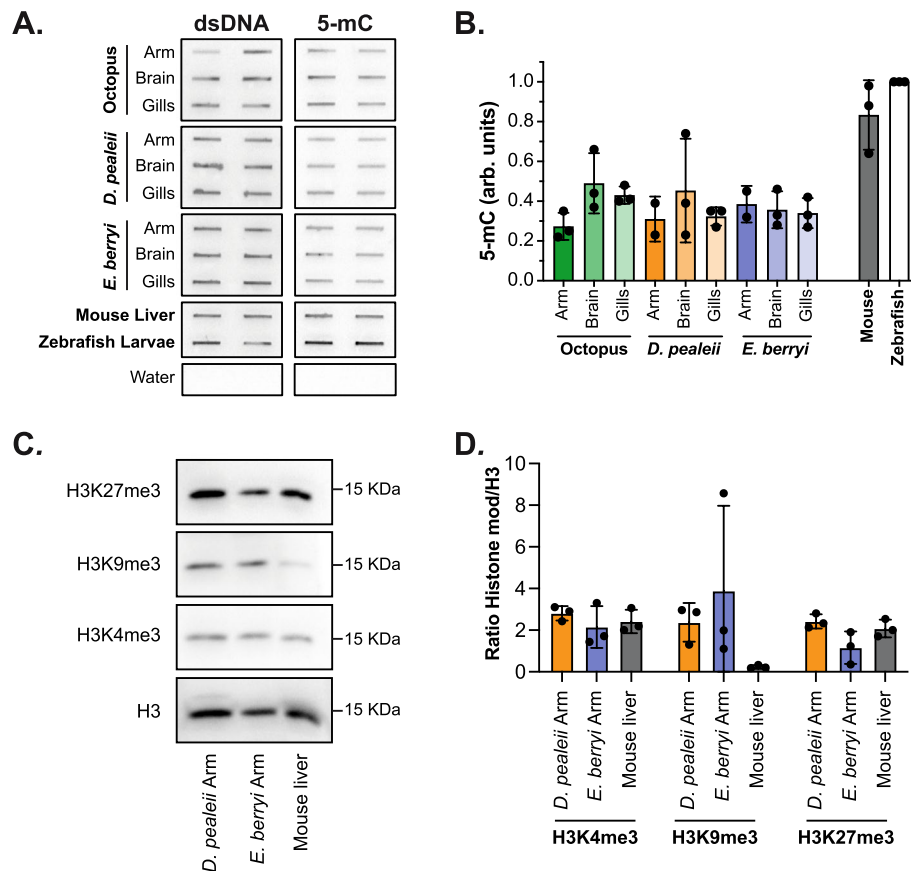 A.
dsDNA 5-mC
Octopus
Arm
Brain
Gills
D. pealeii
Arm
Brain
Gills
E. berryi
Arm
Brain
Gills
Mouse Liver
Zebrafish Larvae
Water
B.
5-mC (arb. units)
1.0
0.8
0.6
0.4
0.2
0.0
Arm Brain Gills Arm Brain Gills Arm Brain Gills Mouse Zebrafish
Octopus D. pealeii E. berryi
C.
H3K27me3 15 KDa
H3K9me3 15 KDa
H3K4me3 15 KDa
H3 15 KDa
D. pealeii Arm
E. berryi Arm
Mouse liver
D.
Ratio Histone mod/H3
10
8
6
4
2
0
D. pealeii Arm E. berryi Arm Mouse liver D. pealeii Arm E. berryi Arm Mouse liver D. pealeii Arm E. berryi Arm Mouse liver
H3K4me3 H3K9me3 H3K27me3